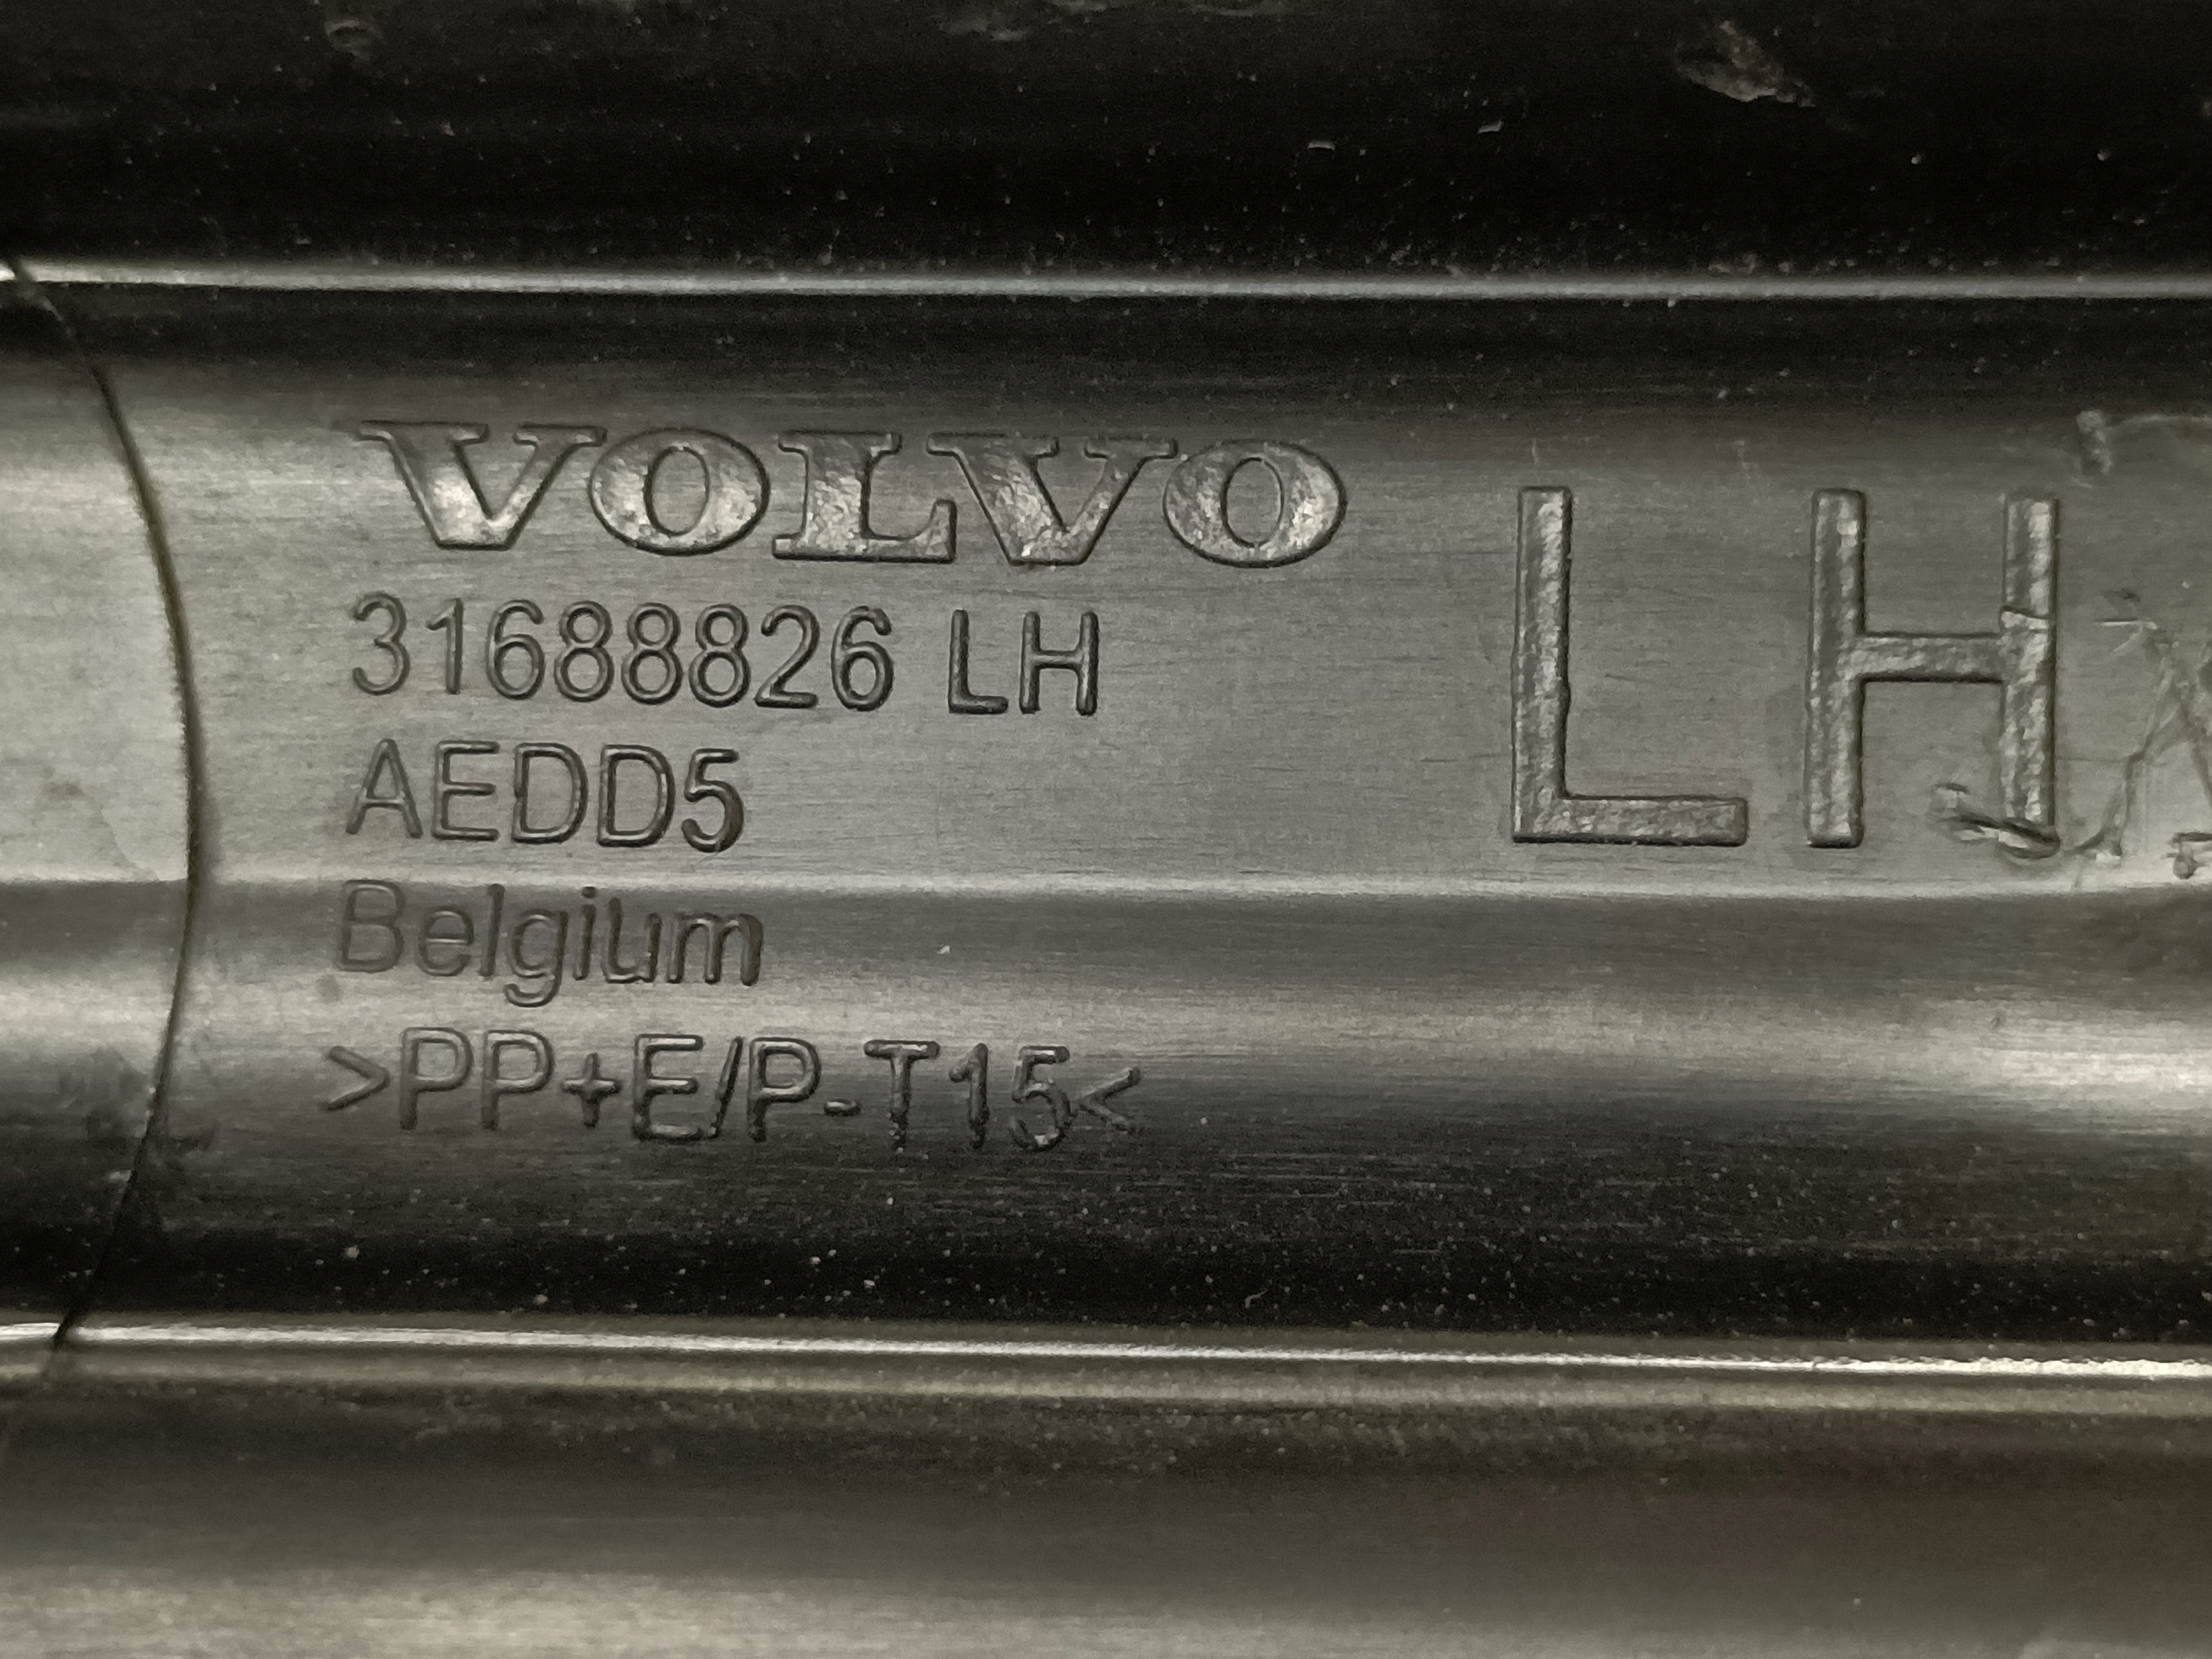 VOLVO
31688826 LH
AEDD5
Belgium
>PP+E/P-T15<
LH